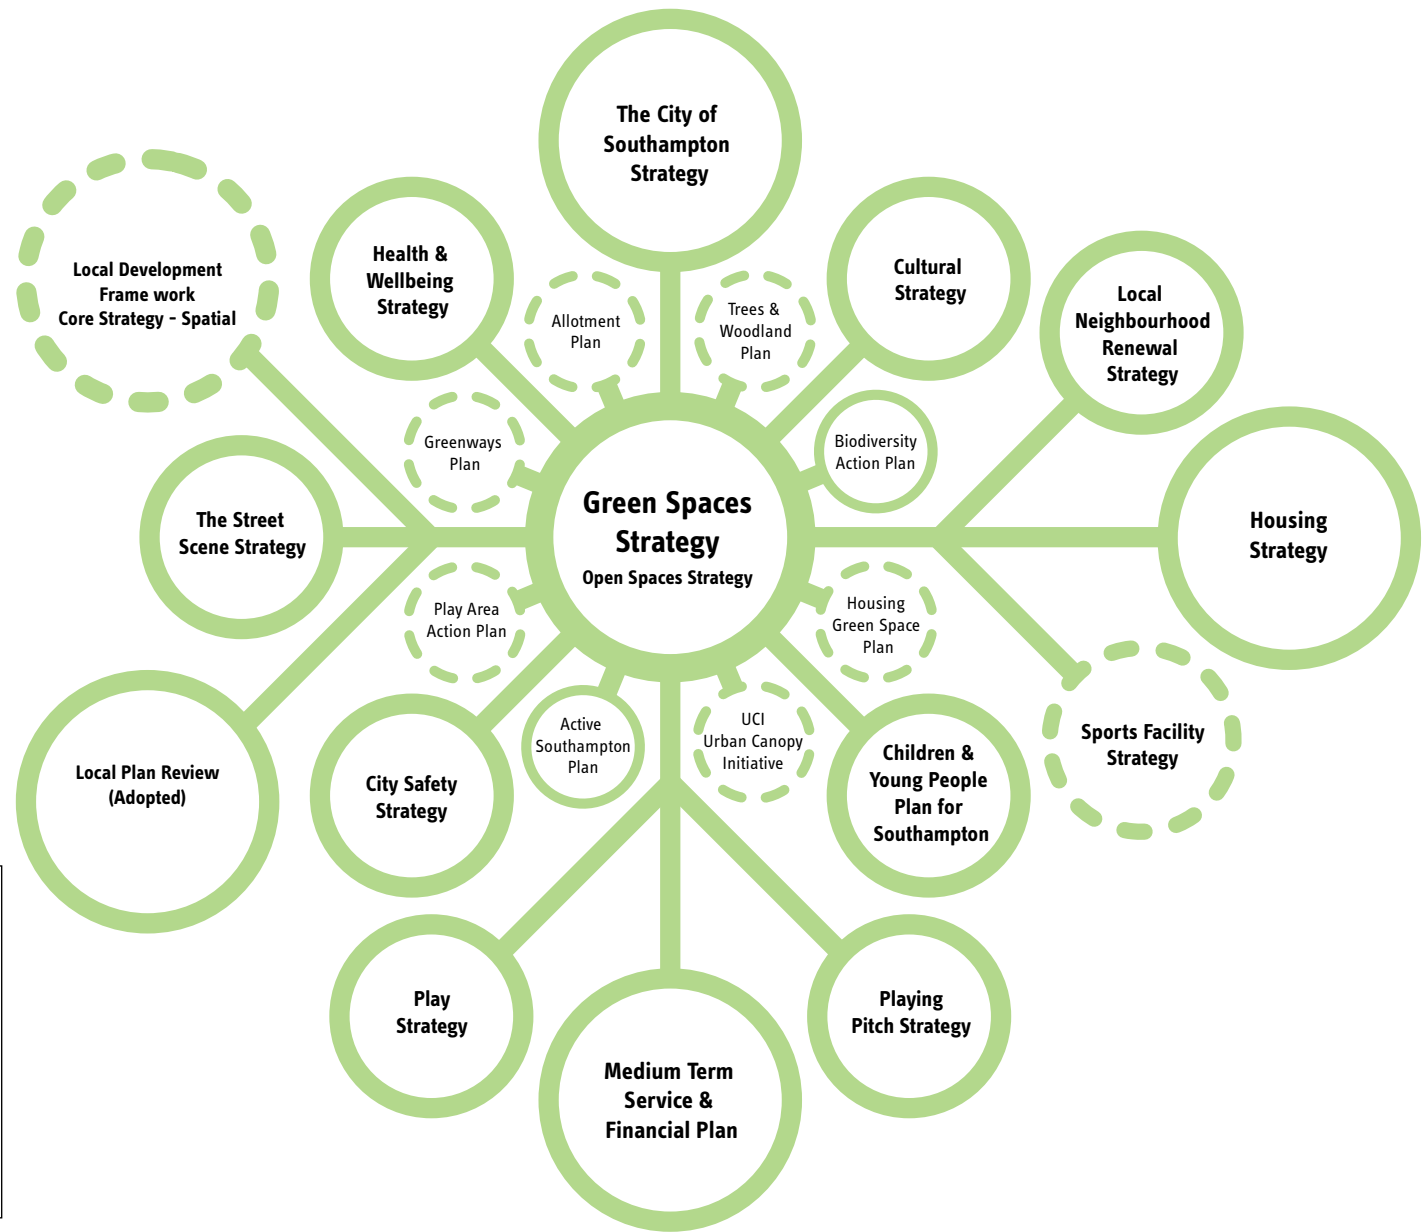 The City of
Southampton
Strategy
Local Development
Frame work
Core Strategy - Spatial
Health &
Wellbeing
Strategy
Cultural
Strategy
Local
Neighbourhood
Renewal
Strategy
Allotment
Plan
Trees &
Woodland
Plan
Greenways
Plan
Biodiversity
Action Plan
Green Spaces
Strategy
Open Spaces Strategy
The Street
Scene Strategy
Housing
Strategy
Play Area
Action Plan
Housing
Green Space
Plan
Active
Southampton
Plan
UCI
Urban Canopy
Initiative
Local Plan Review
(Adopted)
City Safety
Strategy
Children &
Young People
Plan for
Southampton
Sports Facility
Strategy
Play
Strategy
Medium Term
Service &
Financial Plan
Playing
Pitch Strategy